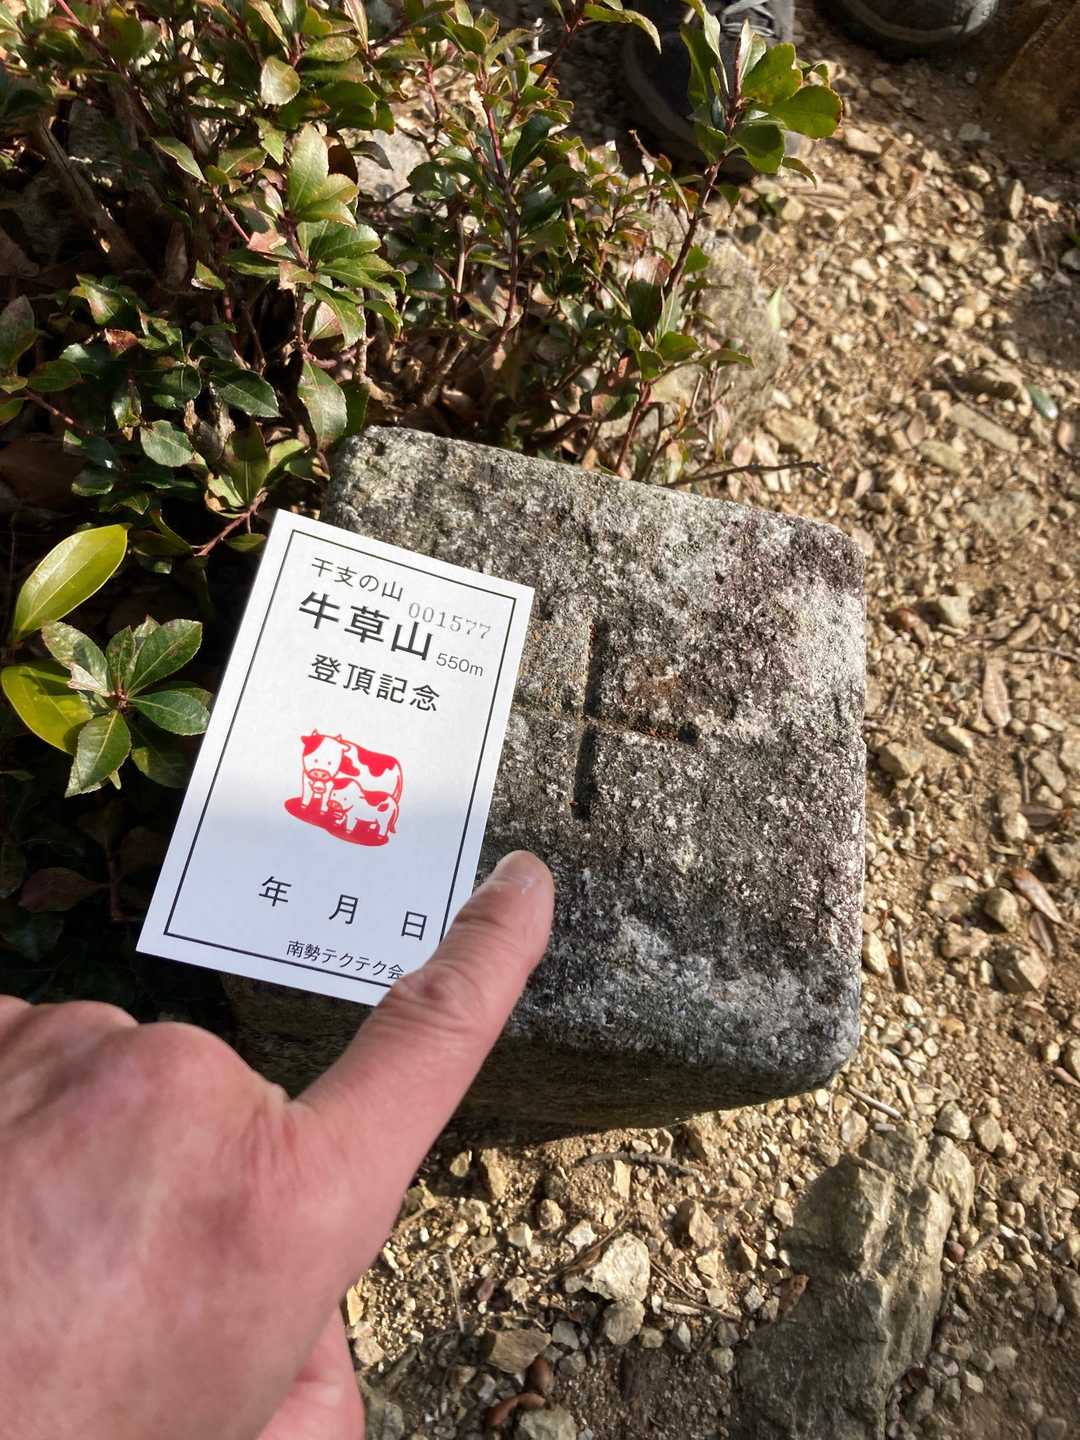 干支の山
001577
牛草山 550m
登頂記念
年 月 日
南勢テクテク会